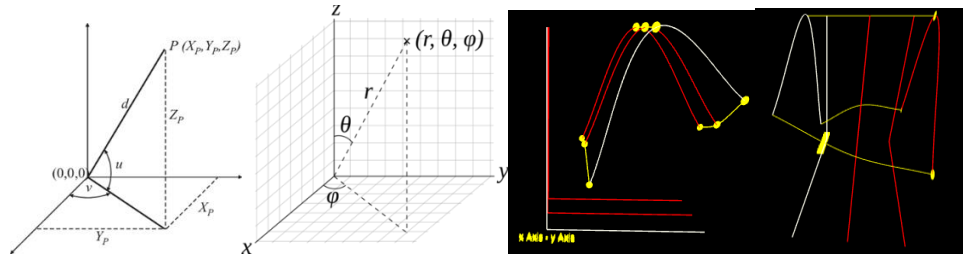 P (X_P,Y_P,Z_P)
d
Z_P
(0,0,0
u
v
X_P
Y_P
z
(r, θ, φ)
r
θ
y
φ
x
x Axis = y Axis